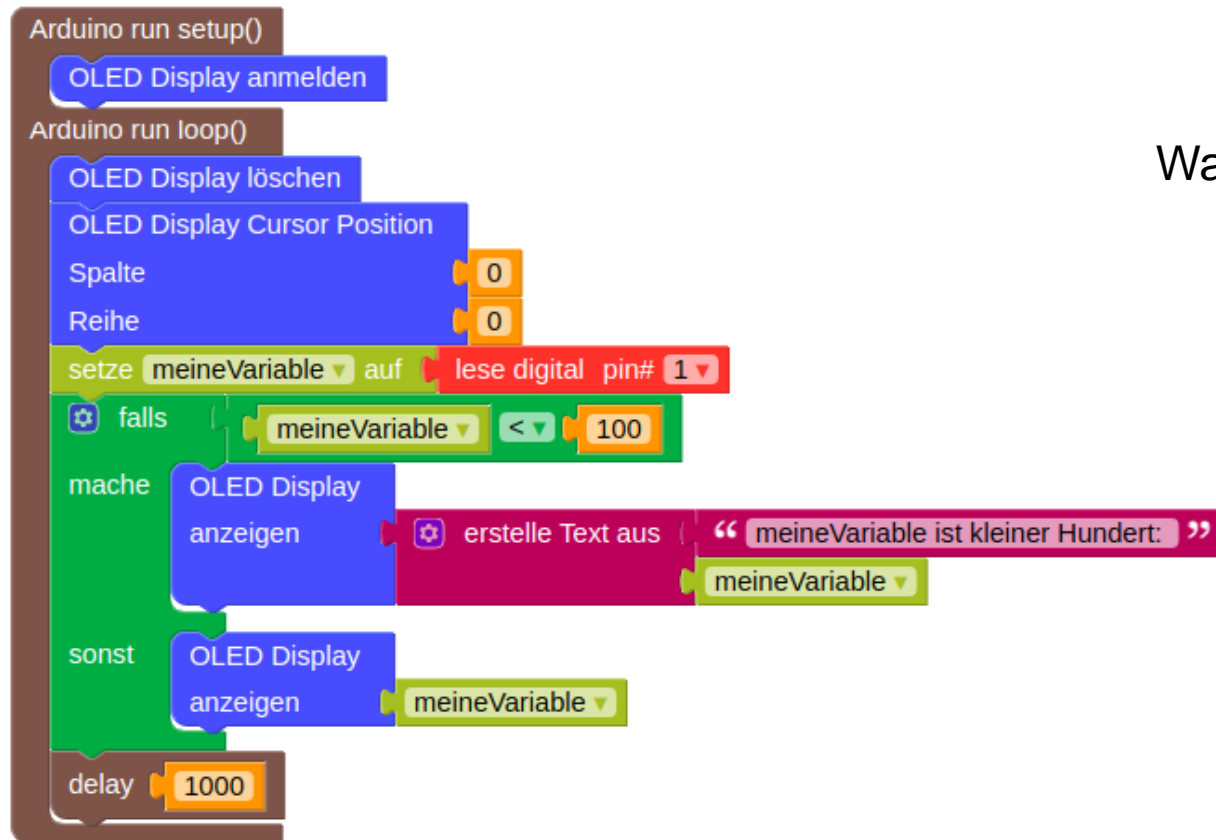 Arduino run setup()
OLED Display anmelden
Arduino run loop()
OLED Display löschen
OLED Display Cursor Position
Spalte 0
Reihe 0
setze meineVariable auf lese digital pin# 1
falls meineVariable < 100
mache OLED Display
anzeigen erstelle Text aus “ meineVariable ist kleiner Hundert: ”
meineVariable
sonst OLED Display
anzeigen meineVariable
delay 1000